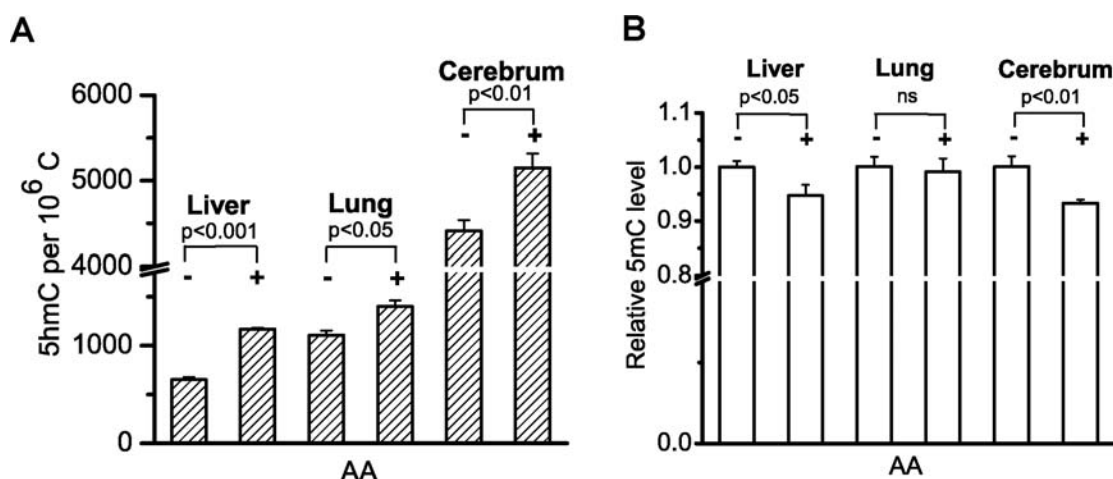 A
5hmC per 10⁶ C
6000
5000
4000
1000
0
Liver
p<0.001
- +
Lung
p<0.05
- +
Cerebrum
p<0.01
- +
AA
B
Relative 5mC level
1.1
1.0
0.9
0.8
0.0
Liver
p<0.05
- +
Lung
ns
- +
Cerebrum
p<0.01
- +
AA